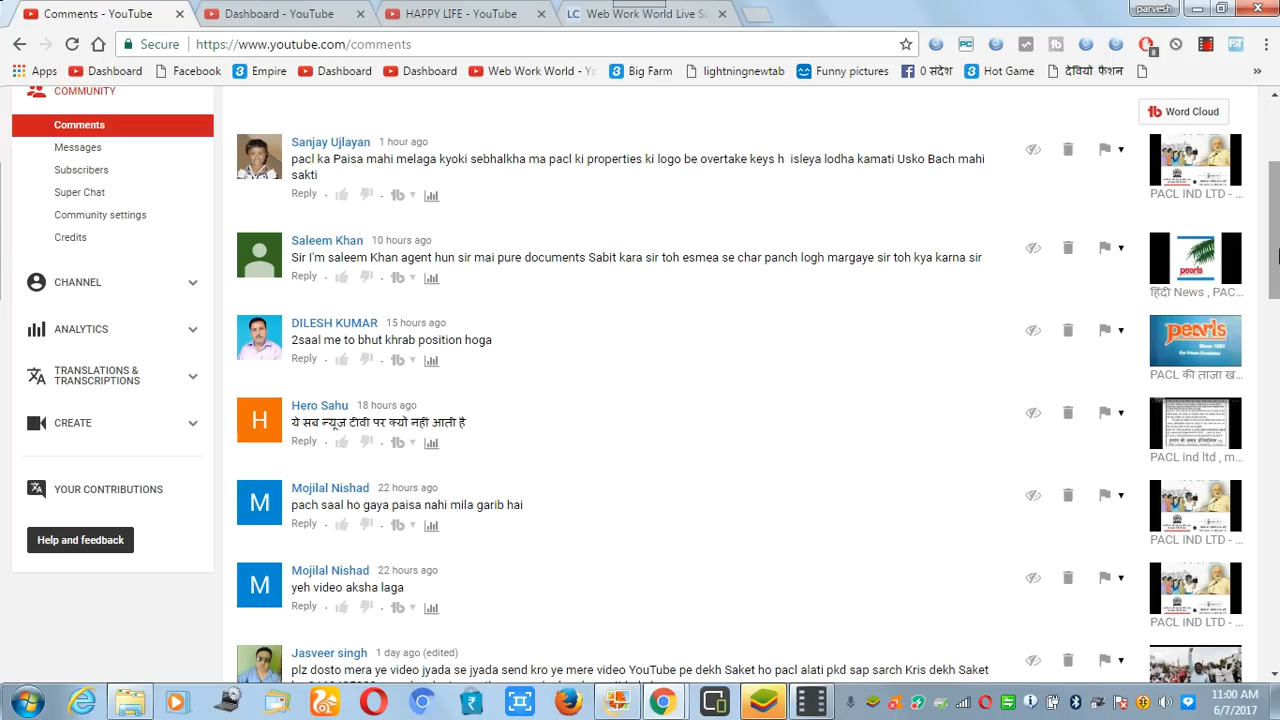 Comments - YouTube
Dashboard - YouTube
HAPPY LIFE - YouTube
LC Web Work World Live Su
parvesh
Secure https://www.youtube.com/comments
Apps Dashboard Facebook Empire Dashboard Dashboard Web Work World - Yo Big Farm lightningnewtab Funny pictures 0 संदेश Hot Game देवियों फैशन »
COMMUNITY
Comments
Messages
Subscribers
Super Chat
Community settings
Credits
CHANNEL
ANALYTICS
TRANSLATIONS &
TRANSCRIPTIONS
CREATE
YOUR CONTRIBUTIONS
Help and feedback
Word Cloud
Sanjay Ujlayan 1 hour ago
pacl ka Paisa mahi melaga kyoki sebhalkha ma pacl ki properties ki logo be overtake keys h isleya lodha kamati Usko Bach mahi
sakti
Reply
PACL IND LTD - ...
Saleem Khan 10 hours ago
Sir I'm saleem Khan agent hun sir mai pure documents Sabit kara sir toh esmea se char panch logh margaye sir toh kya karna sir
Reply
pearls
हिंदी News , PAC...
DILESH KUMAR 15 hours ago
2saal me to bhut khrab position hoga
Reply
pearls
Since 1983
PACL की ताजा ख...
Hero Sahu 18 hours ago
ये सब न्यूज टीवी पर क्यो नही आता है
Reply
PACL ind ltd , m...
Mojilal Nishad 22 hours ago
pach saal ho gaya paisa nahi mila garib hai
Reply
PACL IND LTD - ...
Mojilal Nishad 22 hours ago
yeh video aksha laga
Reply
PACL IND LTD - ...
Jasveer singh 1 day ago (edited)
plz dosto mera ye video jyada se jyada and ko ye mere video YouTube pe dekh Saket ho pacl alati pkd sap sarch Kris dekh Saket
11:00 AM
6/7/2017